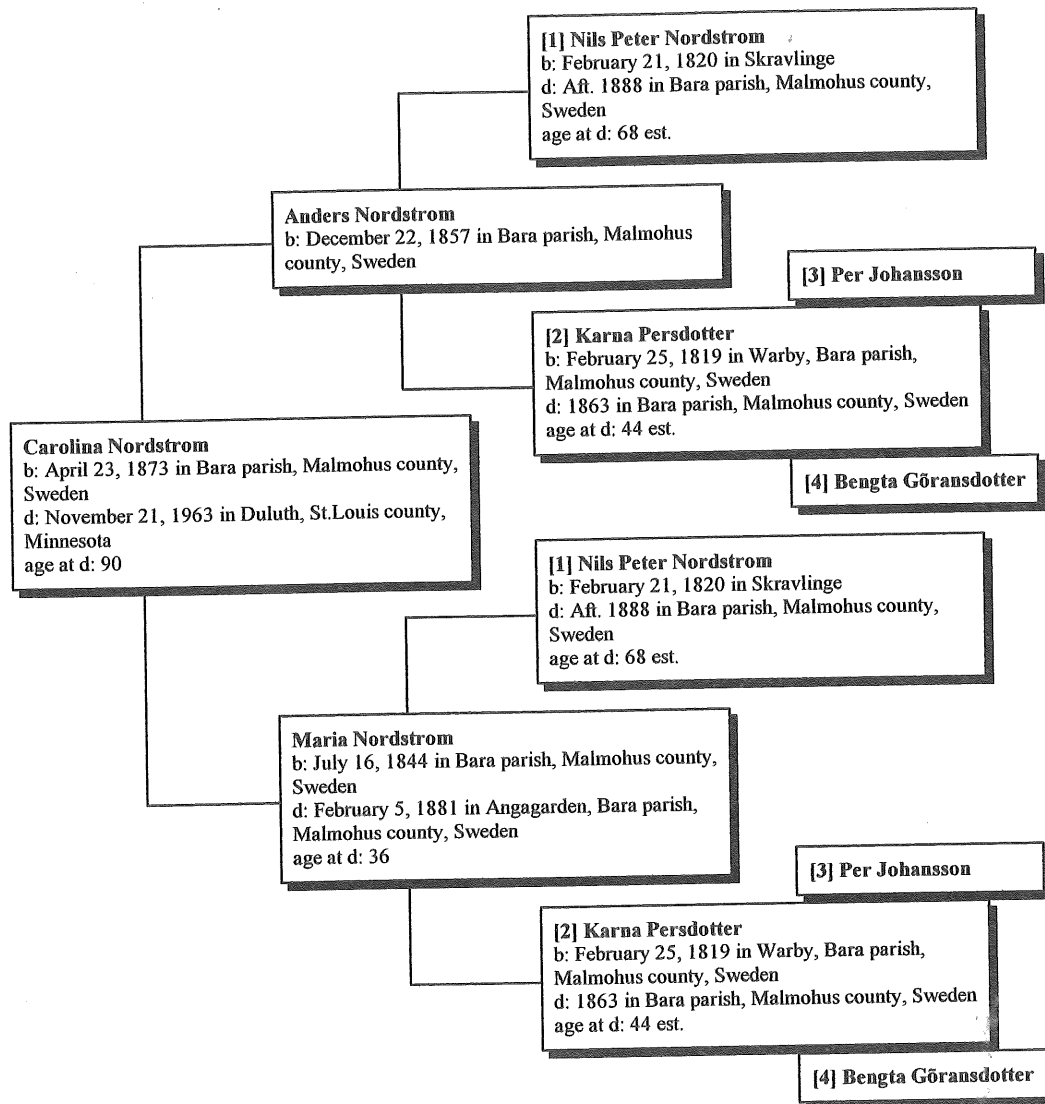 [1] Nils Peter Nordstrom
b: February 21, 1820 in Skravlinge
d: Aft. 1888 in Bara parish, Malmohus county,
Sweden
age at d: 68 est.
Anders Nordstrom
b: December 22, 1857 in Bara parish, Malmohus
county, Sweden
[3] Per Johansson
[2] Karna Persdotter
b: February 25, 1819 in Warby, Bara parish,
Malmohus county, Sweden
d: 1863 in Bara parish, Malmohus county, Sweden
age at d: 44 est.
[4] Bengta Gõransdotter
Carolina Nordstrom
b: April 23, 1873 in Bara parish, Malmohus county,
Sweden
d: November 21, 1963 in Duluth, St.Louis county,
Minnesota
age at d: 90
[1] Nils Peter Nordstrom
b: February 21, 1820 in Skravlinge
d: Aft. 1888 in Bara parish, Malmohus county,
Sweden
age at d: 68 est.
Maria Nordstrom
b: July 16, 1844 in Bara parish, Malmohus county,
Sweden
d: February 5, 1881 in Angagarden, Bara parish,
Malmohus county, Sweden
age at d: 36
[3] Per Johansson
[2] Karna Persdotter
b: February 25, 1819 in Warby, Bara parish,
Malmohus county, Sweden
d: 1863 in Bara parish, Malmohus county, Sweden
age at d: 44 est.
[4] Bengta Gõransdotter